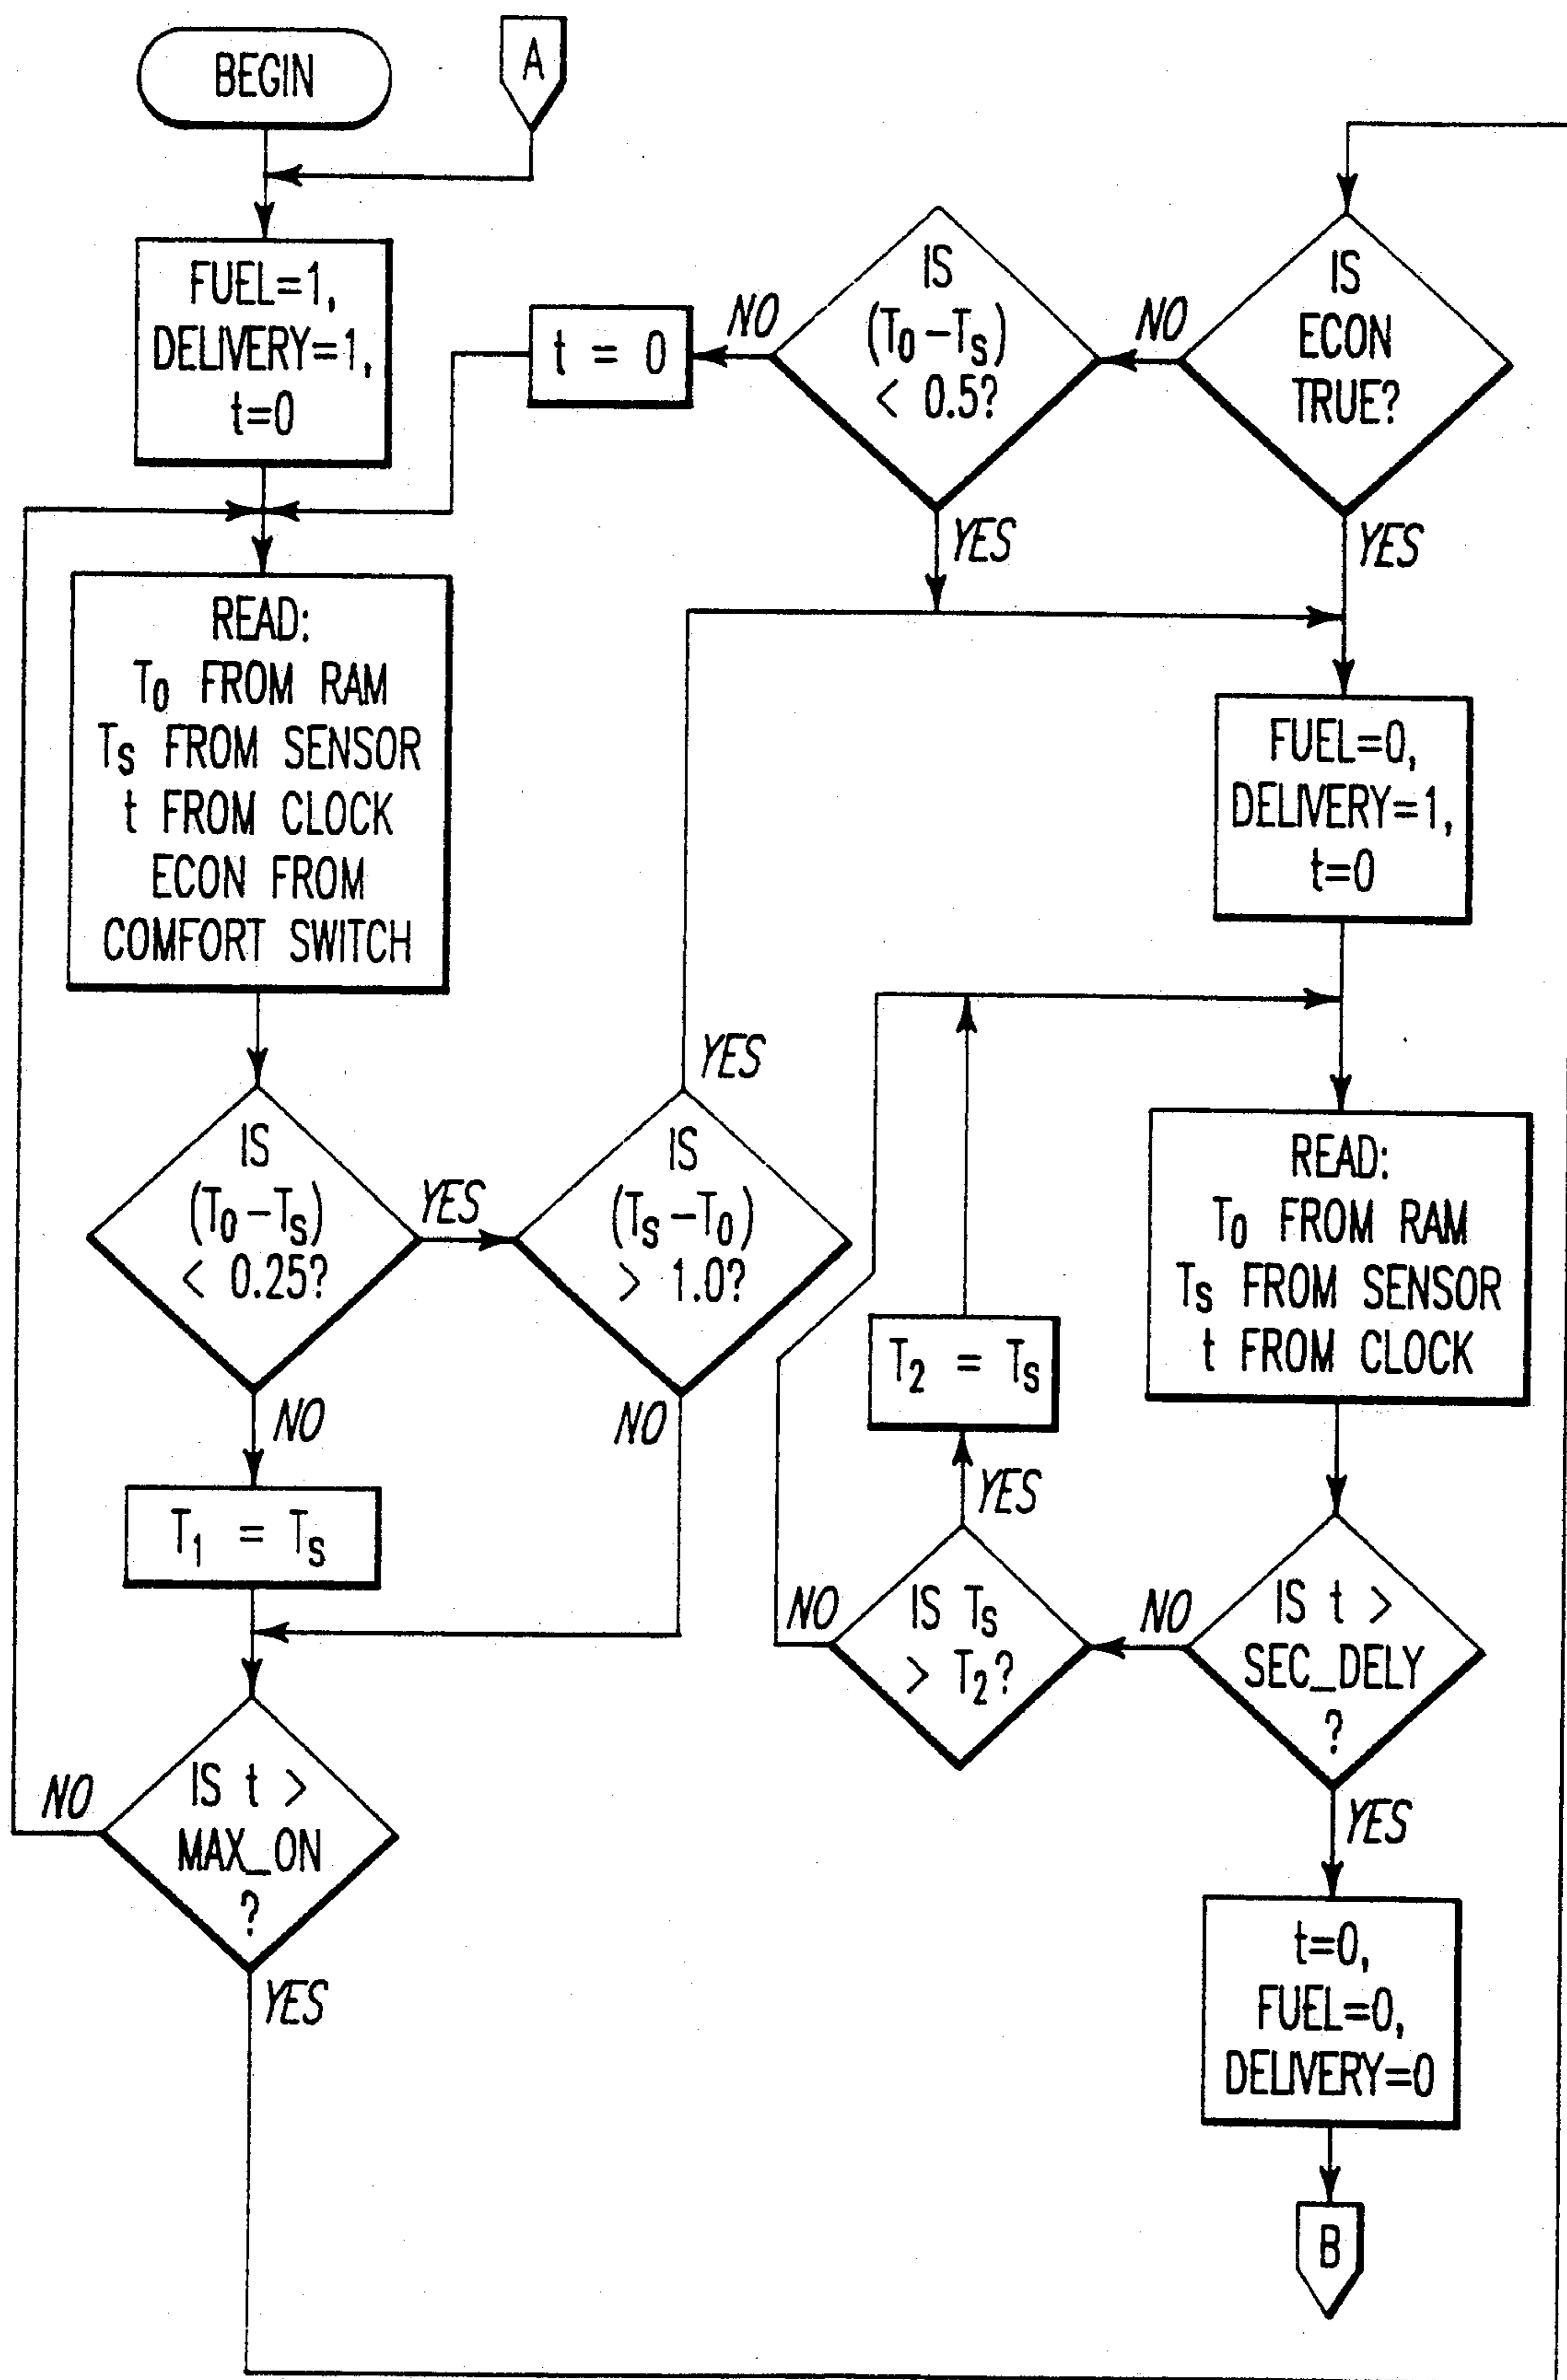 BEGIN
A
FUEL=1,
DELIVERY=1,
t=0
READ:
T0 FROM RAM
Ts FROM SENSOR
t FROM CLOCK
ECON FROM
COMFORT SWITCH
IS
(T0-Ts)
< 0.25?
YES
NO
T1 = Ts
IS
(Ts-T0)
> 1.0?
YES
NO
IS t >
MAX_ON
?
NO
YES
IS
ECON
TRUE?
NO
YES
IS
(T0-Ts)
< 0.5?
NO
YES
t = 0
FUEL=0,
DELIVERY=1,
t=0
READ:
T0 FROM RAM
Ts FROM SENSOR
t FROM CLOCK
IS t >
SEC_DELY
?
NO
YES
IS Ts
> T2?
YES
NO
T2 = Ts
t=0,
FUEL=0,
DELIVERY=0
B